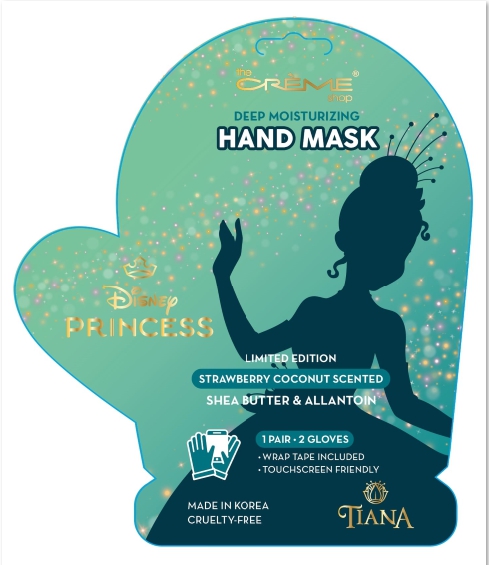 the
CRÈME®
shop
DEEP MOISTURIZING
HAND MASK
Disney
PRINCESS
LIMITED EDITION
STRAWBERRY COCONUT SCENTED
SHEA BUTTER & ALLANTOIN
1 PAIR • 2 GLOVES
• WRAP TAPE INCLUDED
• TOUCHSCREEN FRIENDLY
MADE IN KOREA
CRUELTY-FREE
TIANA